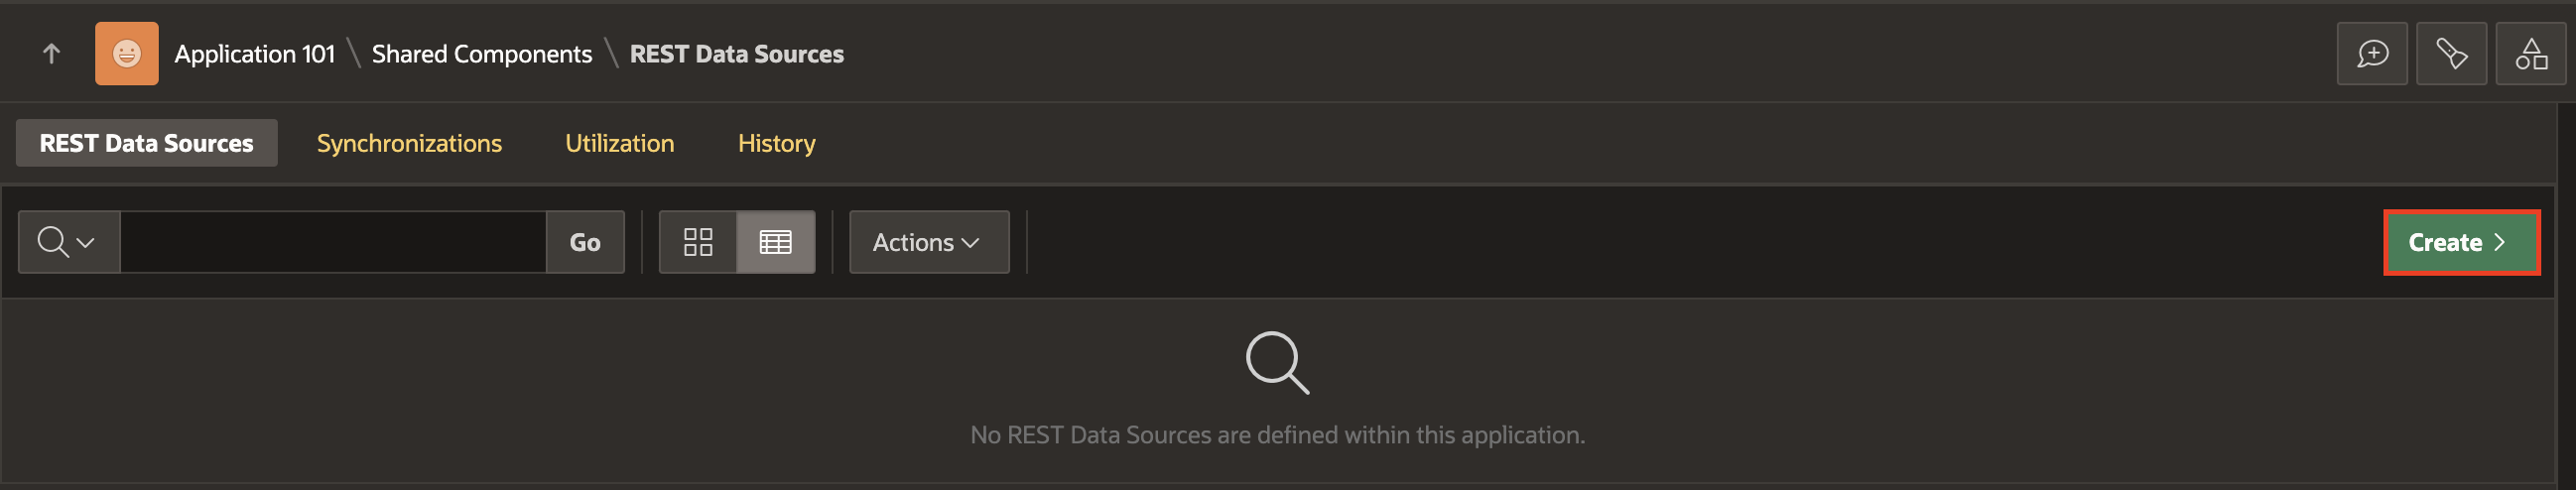 Application 101 \ Shared Components \ REST Data Sources
REST Data Sources Synchronizations Utilization History
Go Actions Create
No REST Data Sources are defined within this application.